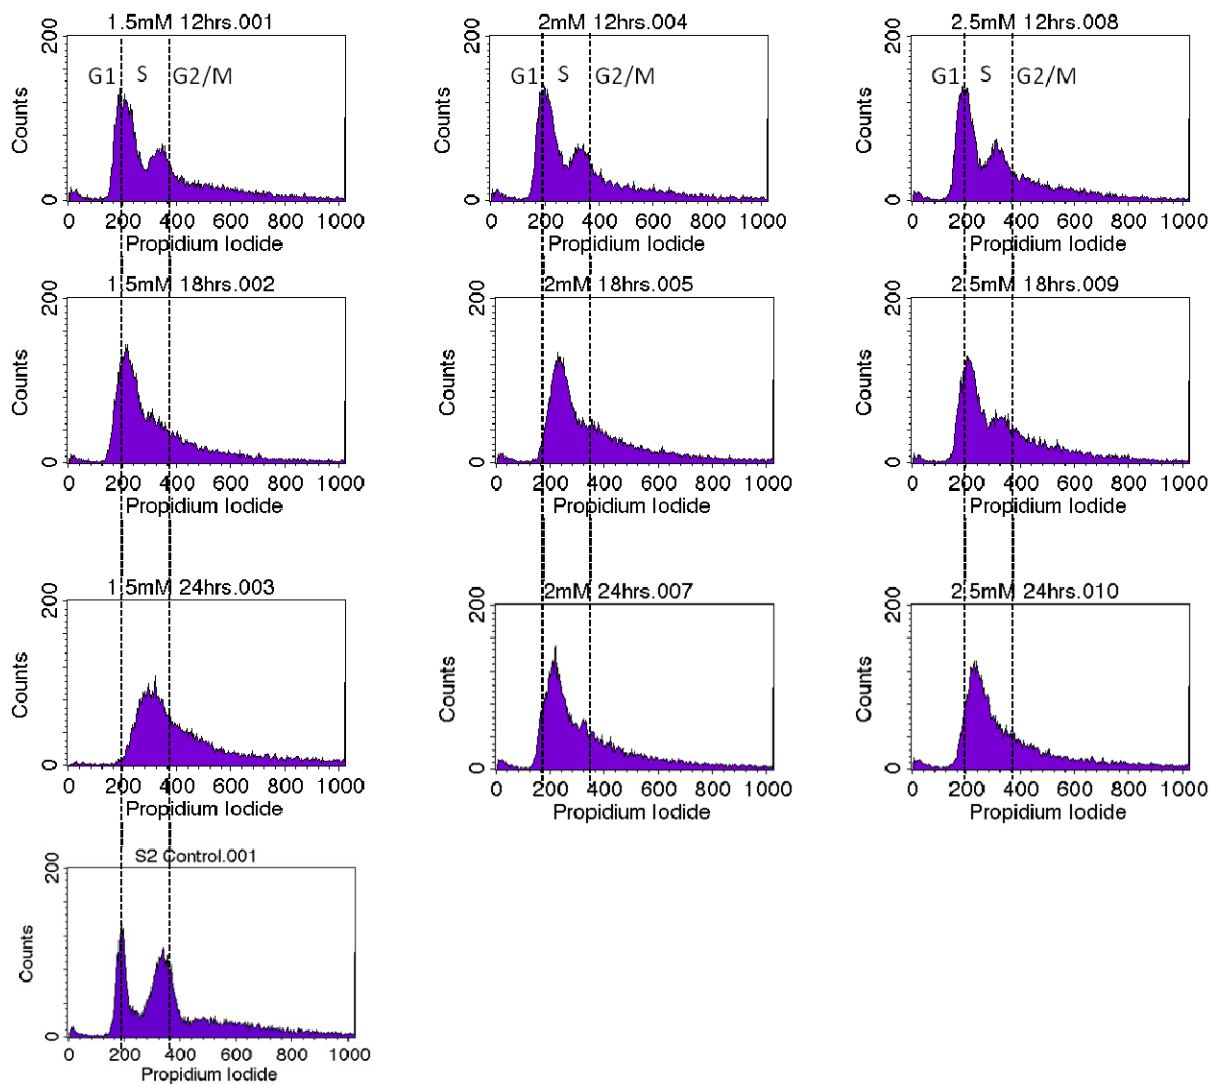 1.5mM 12hrs.001
2mM 12hrs.004
2.5mM 12hrs.008
200
G1 S G2/M
Counts
0
0 200 400 600 800 1000
Propidium Iodide
200
G1 S G2/M
Counts
0
0 200 400 600 800 1000
Propidium Iodide
200
G1 S G2/M
Counts
0
0 200 400 600 800 1000
Propidium Iodide
1.5mM 18hrs.002
2mM 18hrs.005
2.5mM 18hrs.009
200
Counts
0
0 200 400 600 800 1000
Propidium Iodide
200
Counts
0
0 200 400 600 800 1000
Propidium Iodide
200
Counts
0
0 200 400 600 800 1000
Propidium Iodide
1.5mM 24hrs.003
2mM 24hrs.007
2.5mM 24hrs.010
200
Counts
0
0 200 400 600 800 1000
Propidium Iodide
200
Counts
0
0 200 400 600 800 1000
Propidium Iodide
200
Counts
0
0 200 400 600 800 1000
Propidium Iodide
S2 Control.001
200
Counts
0
0 200 400 600 800 1000
Propidium Iodide